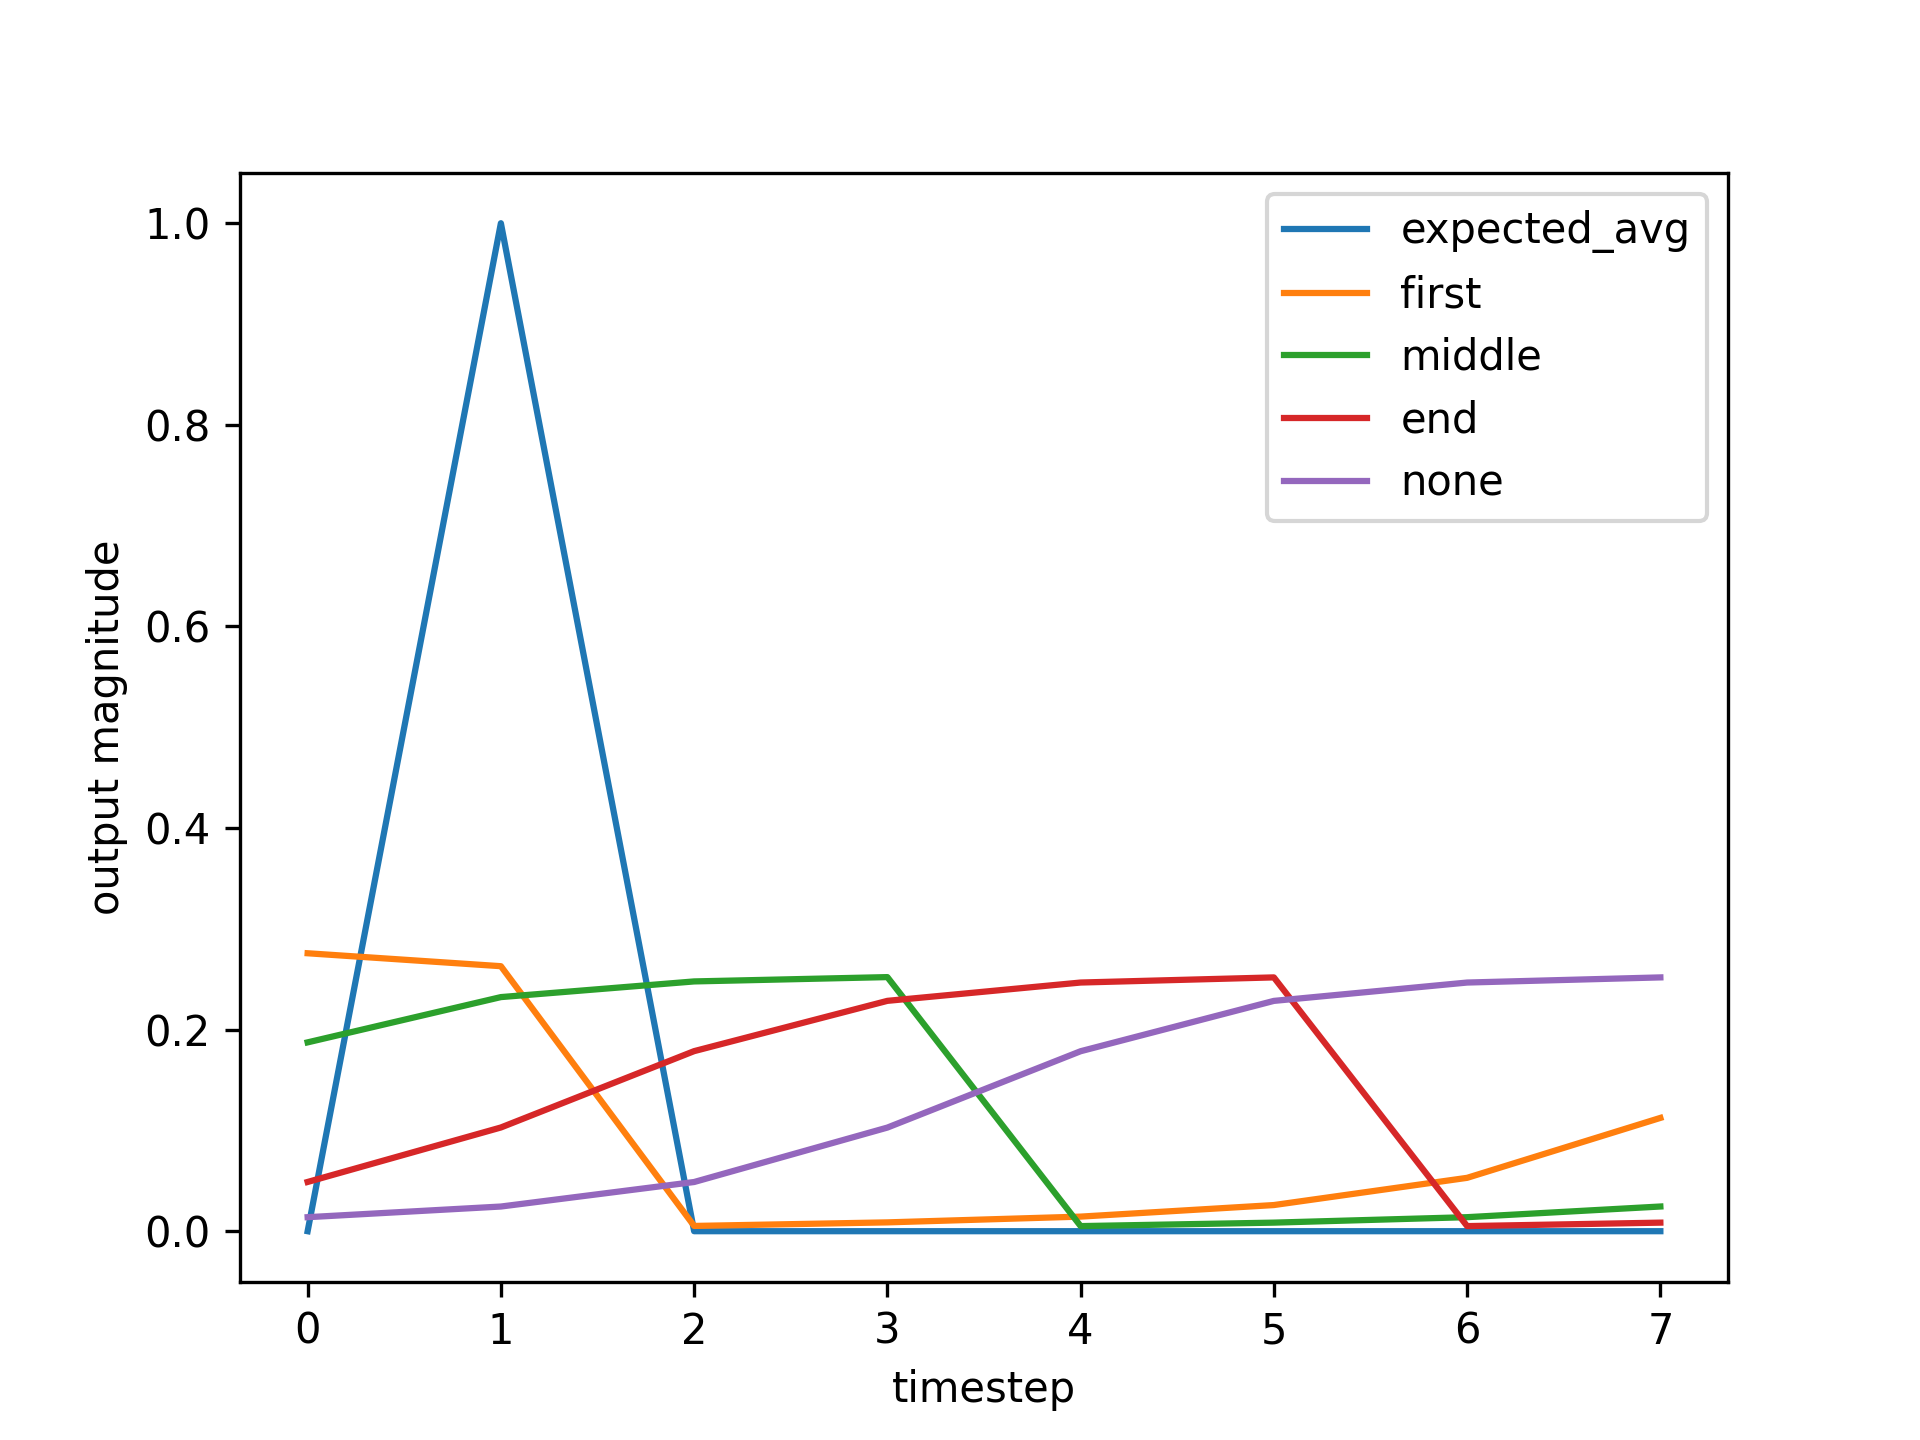 expected_avg
first
middle
end
none
output magnitude
1.0
0.8
0.6
0.4
0.2
0.0
0 1 2 3 4 5 6 7
timestep